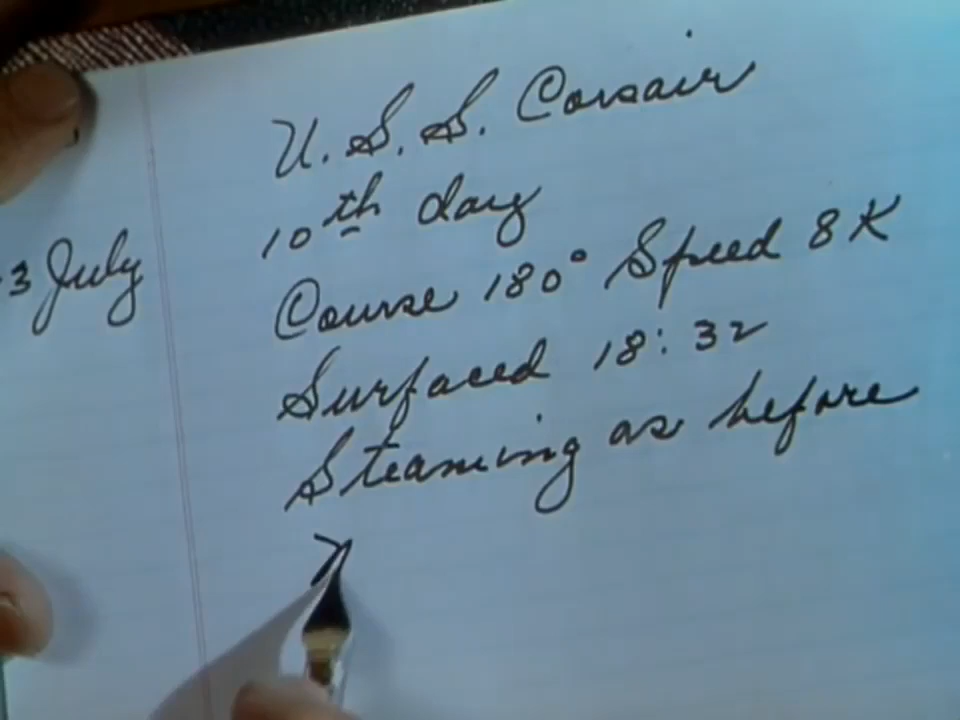 U.S.S. Corsair
10th day
3 July
Course 180° Speed 8K
Surfaced 18:32
Steaming as before